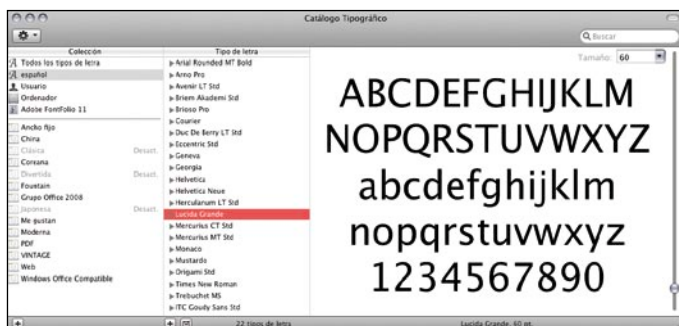 Catálogo Tipográfico
Buscar
Colección
Todos los tipos de letra
español
Usuario
Ordenador
Adobe FontFolio 11
Ancho fijo
China
Clásica Desact.
Coreana
Divertida Desact.
Fountain
Grupo Office 2008
Japonesa Desact.
Me gustan
Moderna
PDF
VINTAGE
Web
Windows Office Compatible
Tipo de letra
Arial Rounded MT Bold
Arno Pro
Avenir LT Std
Briem Akademi Std
Brioso Pro
Courier
Duc De Berry LT Std
Eccentric Std
Geneva
Georgia
Helvetica
Helvetica Neue
Herculanum LT Std
Lucida Grande
Mercurius CT Std
Mercurius MT Std
Monaco
Mustardo
Origami Std
Times New Roman
Trebuchet MS
ITC Goudy Sans Std
Tamaño: 60
ABCDEFGHIJKLM
NOPQRSTUVWXYZ
abcdefghijklm
nopqrstuvwxyz
1234567890
22 tipos de letra
Lucida Grande, 60 pt.